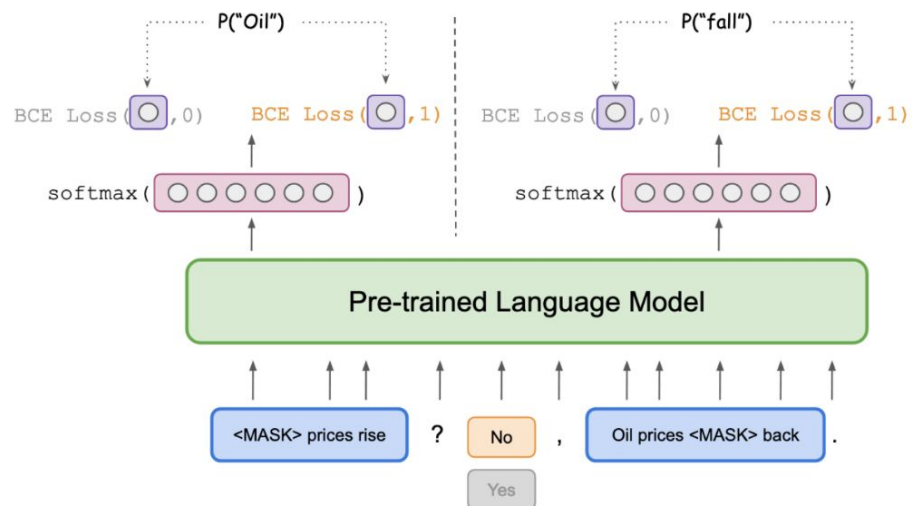 P("Oil") P("fall")
BCE Loss( ,0) BCE Loss( ,1) BCE Loss( ,0) BCE Loss( ,1)
softmax( ) softmax( )
Pre-trained Language Model
<MASK> prices rise ? No , Oil prices <MASK> back .
Yes